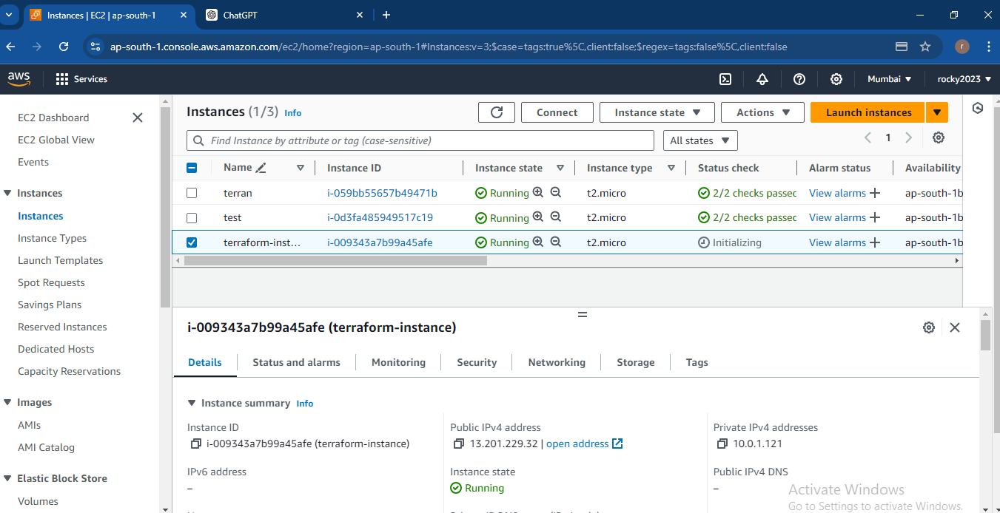 Instances | EC2 | ap-south-1
ChatGPT
ap-south-1.console.aws.amazon.com/ec2/home?region=ap-south-1#Instances:v=3;$case=tags:true%5C,client:false;$regex=tags:false%5C,client:false
r
aws
Services
Mumbai
rocky2023
EC2 Dashboard
EC2 Global View
Events
Instances
Instances
Instance Types
Launch Templates
Spot Requests
Savings Plans
Reserved Instances
Dedicated Hosts
Capacity Reservations
Images
AMIs
AMI Catalog
Elastic Block Store
Volumes
Instances (1/3) Info
Connect
Instance state
Actions
Launch instances
Find Instance by attribute or tag (case-sensitive)
All states
1
Name Instance ID Instance state Instance type Status check Alarm status Availability
terran i-059bb55657b49471b Running t2.micro 2/2 checks passec View alarms ap-south-1b
test i-0d3fa485949517c19 Running t2.micro 2/2 checks passec View alarms ap-south-1b
terraform-inst... i-009343a7b99a45afe Running t2.micro Initializing View alarms ap-south-1b
i-009343a7b99a45afe (terraform-instance)
Details Status and alarms Monitoring Security Networking Storage Tags
Instance summary Info
Instance ID
i-009343a7b99a45afe (terraform-instance)
Public IPv4 address
13.201.229.32 | open address
Private IPv4 addresses
10.0.1.121
IPv6 address
–
Instance state
Running
Public IPv4 DNS
–
Activate Windows
Go to Settings to activate Windows.